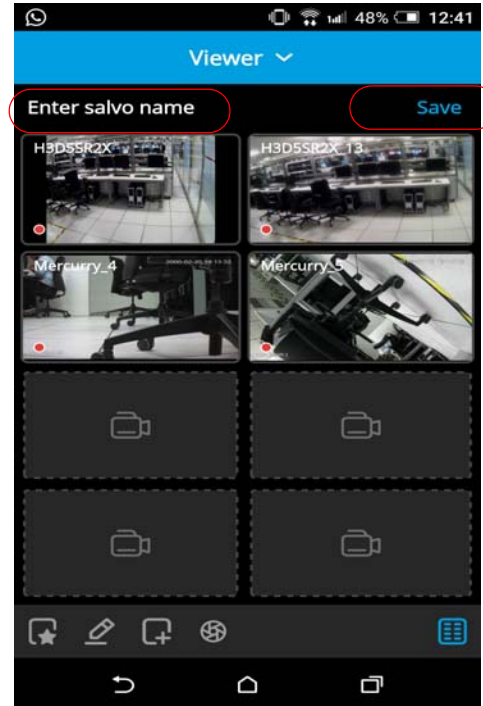 48% 12:41
Viewer
Enter salvo name Save
H3D5SR2X H3D5SR2X_13
Mercurry_4 Mercurry_5